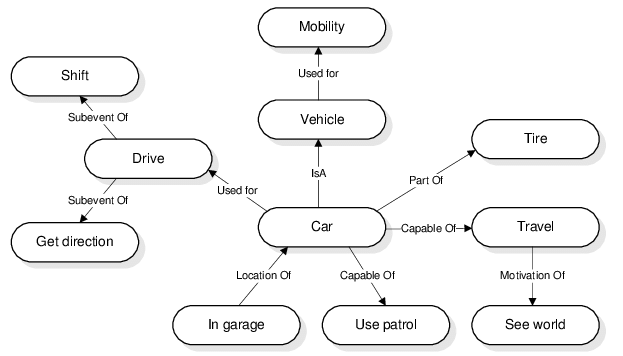 Mobility
Used for
Shift
Subevent Of
Vehicle
Tire
Drive
IsA
Part Of
Used for
Subevent Of
Get direction
Car
Capable Of
Travel
Location Of
Capable Of
Motivation Of
In garage
Use patrol
See world